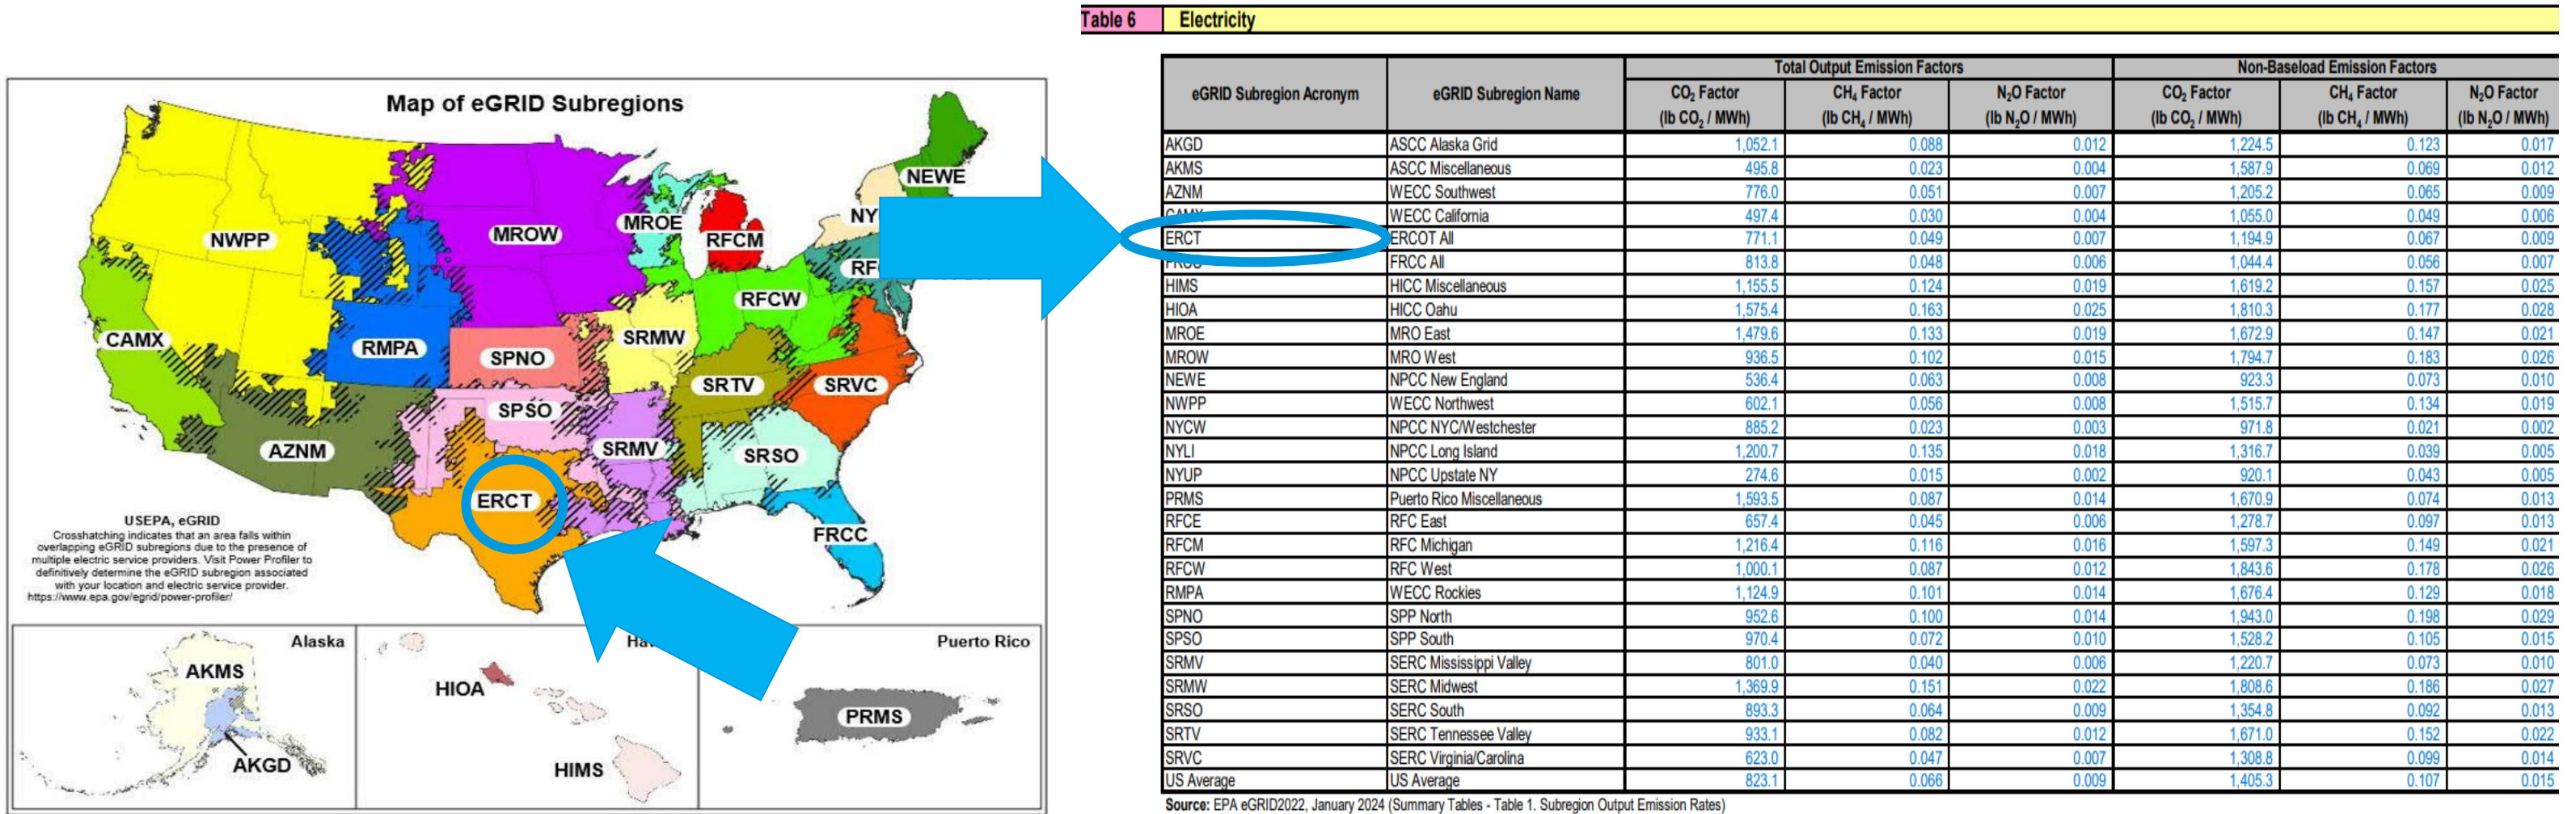 Map of eGRID Subregions
NEWE
NY
MROE
NWPP
MROW
RFCM
RF
RFCW
CAMX
SRMW
RMPA
SPNO
SRTV
SRVC
SPSO
AZNM
SRMV
SRSO
ERCT
FRCC
USEPA, eGRID
Crosshatching indicates that an area falls within
overlapping eGRID subregions due to the presence of
multiple electric service providers. Visit Power Profiler to
definitively determine the eGRID subregion associated
with your location and electric service provider.
https://www.epa.gov/egrid/power-profiler/
Alaska
AKMS
AKGD
Ha
HIOA
HIMS
Puerto Rico
PRMS
Table 6 Electricity
Total Output Emission Factors Non-Baseload Emission Factors
eGRID Subregion Acronym eGRID Subregion Name CO₂ Factor CH₄ Factor N₂O Factor CO₂ Factor CH₄ Factor N₂O Factor
(lb CO₂ / MWh) (lb CH₄ / MWh) (lb N₂O / MWh) (lb CO₂ / MWh) (lb CH₄ / MWh) (lb N₂O / MWh)
AKGD ASCC Alaska Grid 1,052.1 0.088 0.012 1,224.5 0.123 0.017
AKMS ASCC Miscellaneous 495.8 0.023 0.004 1,587.9 0.069 0.012
AZNM WECC Southwest 776.0 0.051 0.007 1,205.2 0.065 0.009
CAMX WECC California 497.4 0.030 0.004 1,055.0 0.049 0.006
ERCT ERCOT All 771.1 0.049 0.007 1,194.9 0.067 0.009
FRCC FRCC All 813.8 0.048 0.006 1,044.4 0.056 0.007
HIMS HICC Miscellaneous 1,155.5 0.124 0.019 1,619.2 0.157 0.025
HIOA HICC Oahu 1,575.4 0.163 0.025 1,810.3 0.177 0.028
MROE MRO East 1,479.6 0.133 0.019 1,672.9 0.147 0.021
MROW MRO West 936.5 0.102 0.015 1,794.7 0.183 0.026
NEWE NPCC New England 536.4 0.063 0.008 923.3 0.073 0.010
NWPP WECC Northwest 602.1 0.056 0.008 1,515.7 0.134 0.019
NYCW NPCC NYC/Westchester 885.2 0.023 0.003 971.8 0.021 0.002
NYLI NPCC Long Island 1,200.7 0.135 0.018 1,316.7 0.039 0.005
NYUP NPCC Upstate NY 274.6 0.015 0.002 920.1 0.043 0.005
PRMS Puerto Rico Miscellaneous 1,593.5 0.087 0.014 1,670.9 0.074 0.013
RFCE RFC East 657.4 0.045 0.006 1,278.7 0.097 0.013
RFCM RFC Michigan 1,216.4 0.116 0.016 1,597.3 0.149 0.021
RFCW RFC West 1,000.1 0.087 0.012 1,843.6 0.178 0.026
RMPA WECC Rockies 1,124.9 0.101 0.014 1,676.4 0.129 0.018
SPNO SPP North 952.6 0.100 0.014 1,943.0 0.198 0.029
SPSO SPP South 970.4 0.072 0.010 1,528.2 0.105 0.015
SRMV SERC Mississippi Valley 801.0 0.040 0.006 1,220.7 0.073 0.010
SRMW SERC Midwest 1,369.9 0.151 0.022 1,808.6 0.186 0.027
SRSO SERC South 893.3 0.064 0.009 1,354.8 0.092 0.013
SRTV SERC Tennessee Valley 933.1 0.082 0.012 1,671.0 0.152 0.022
SRVC SERC Virginia/Carolina 623.0 0.047 0.007 1,308.8 0.099 0.014
US Average US Average 823.1 0.066 0.009 1,405.3 0.107 0.015
Source: EPA eGRID2022, January 2024 (Summary Tables - Table 1. Subregion Output Emission Rates)